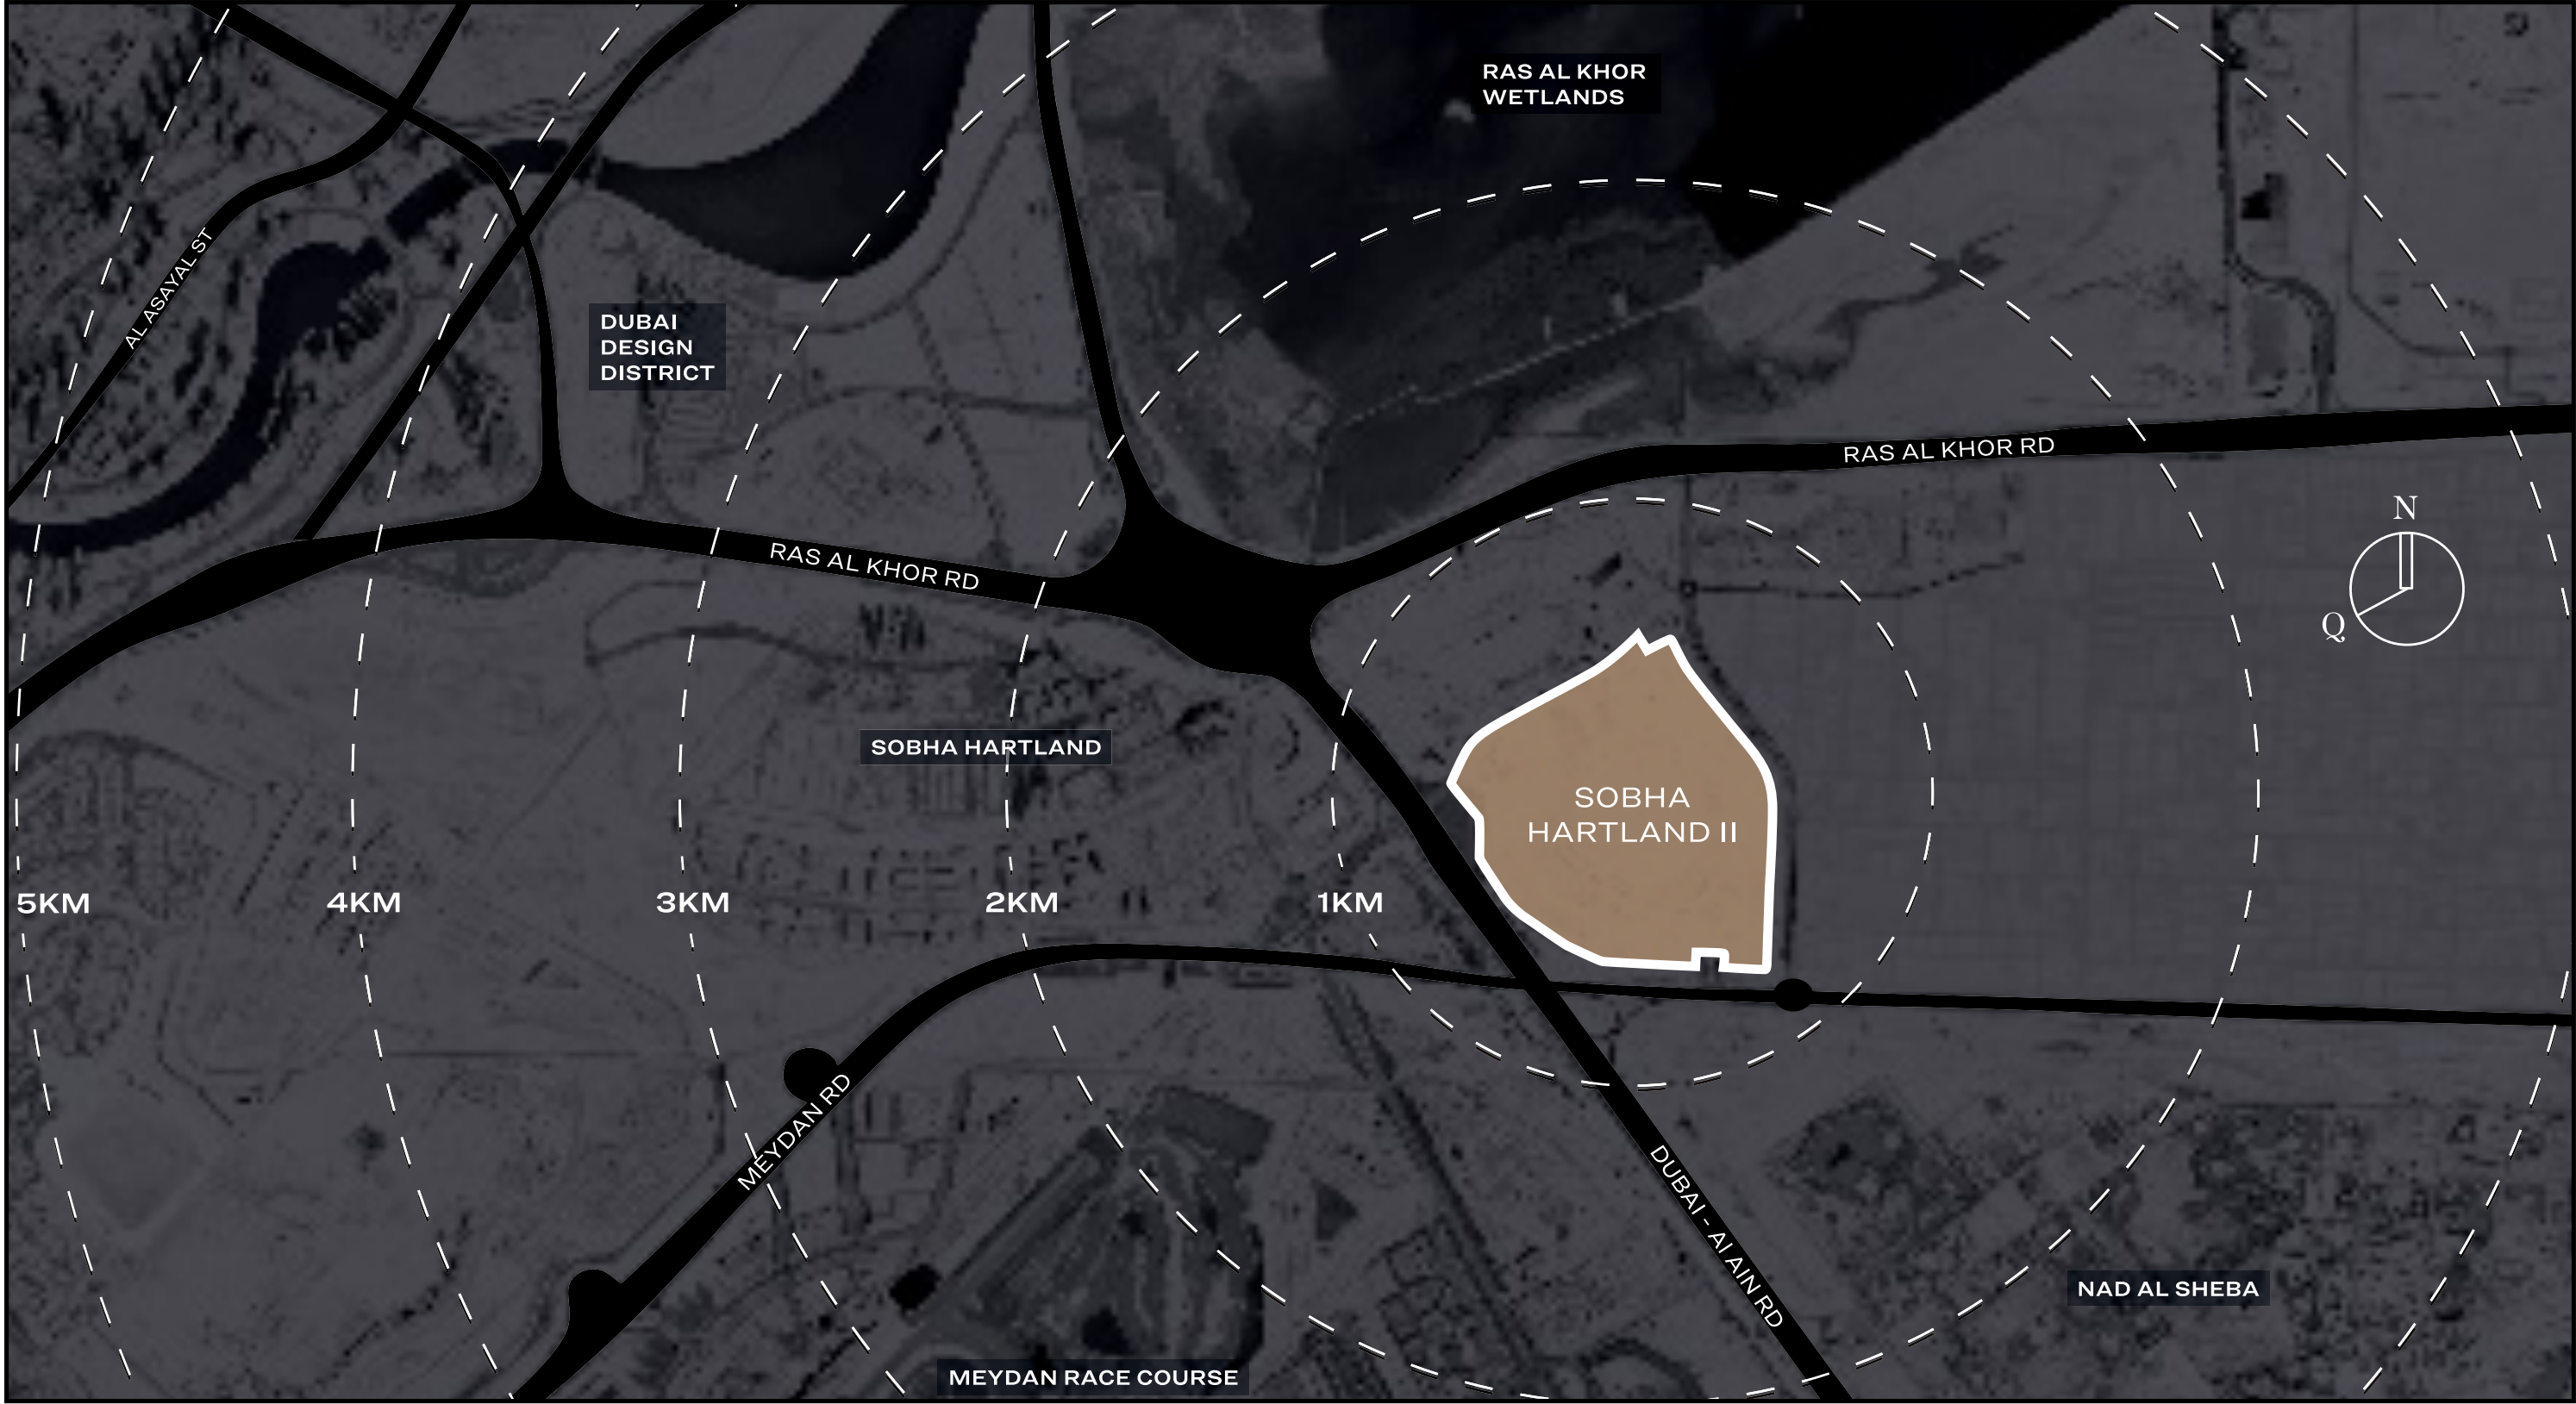 RAS AL KHOR
WETLANDS
AL ASAYAL ST
DUBAI
DESIGN
DISTRICT
RAS AL KHOR RD
N
Q
RAS AL KHOR RD
SOBHA HARTLAND
SOBHA
HARTLAND II
5KM
4KM
3KM
2KM
1KM
MEYDAN RD
DUBAI - Al AIN RD
NAD AL SHEBA
MEYDAN RACE COURSE